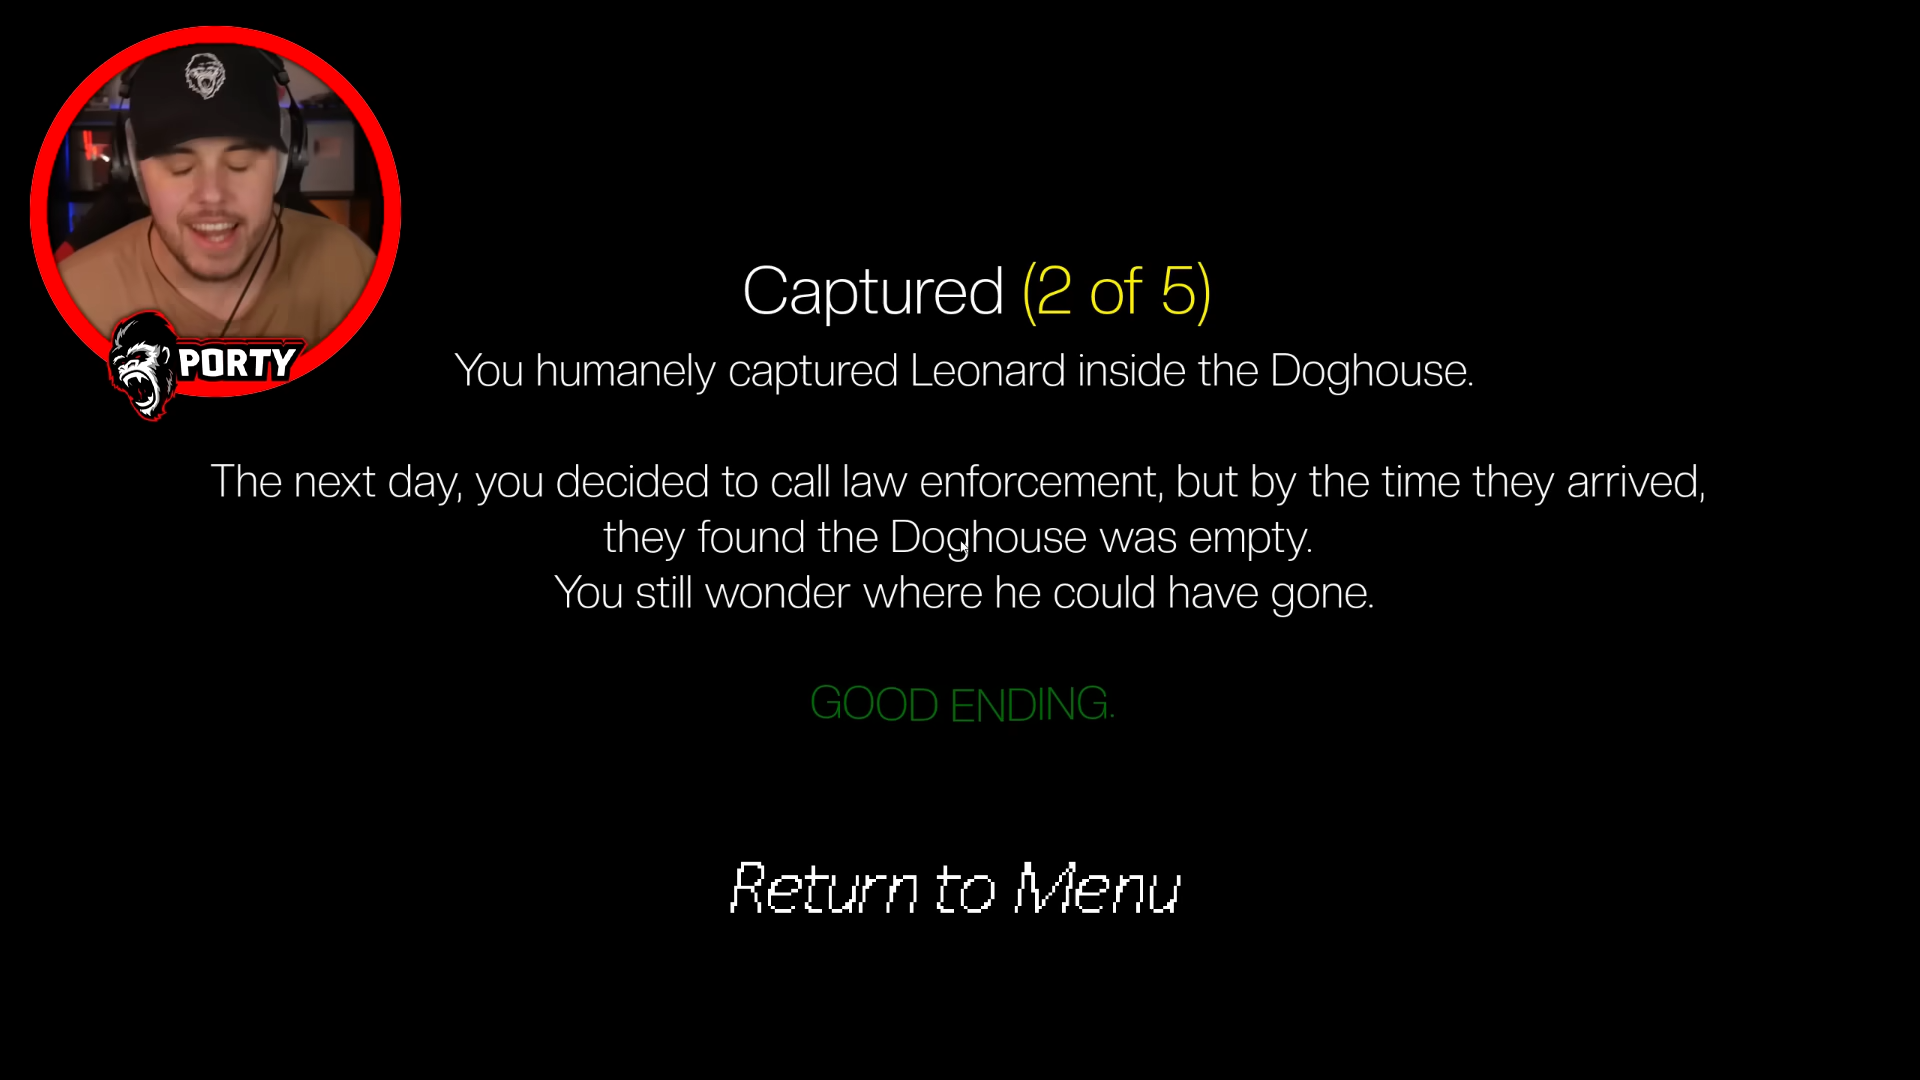 PORTY
Captured (2 of 5)
You humanely captured Leonard inside the Doghouse.
The next day, you decided to call law enforcement, but by the time they arrived,
they found the Doghouse was empty.
You still wonder where he could have gone.
GOOD ENDING.
Return to Menu